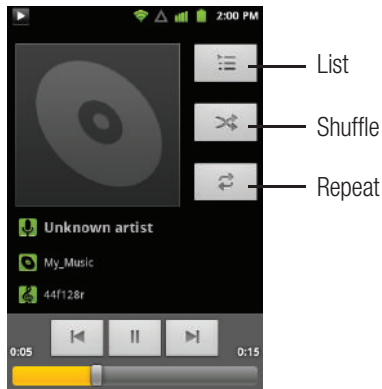 2:00 PM
List
Shuffle
Repeat
Unknown artist
My_Music
44f128r
0:05
0:15